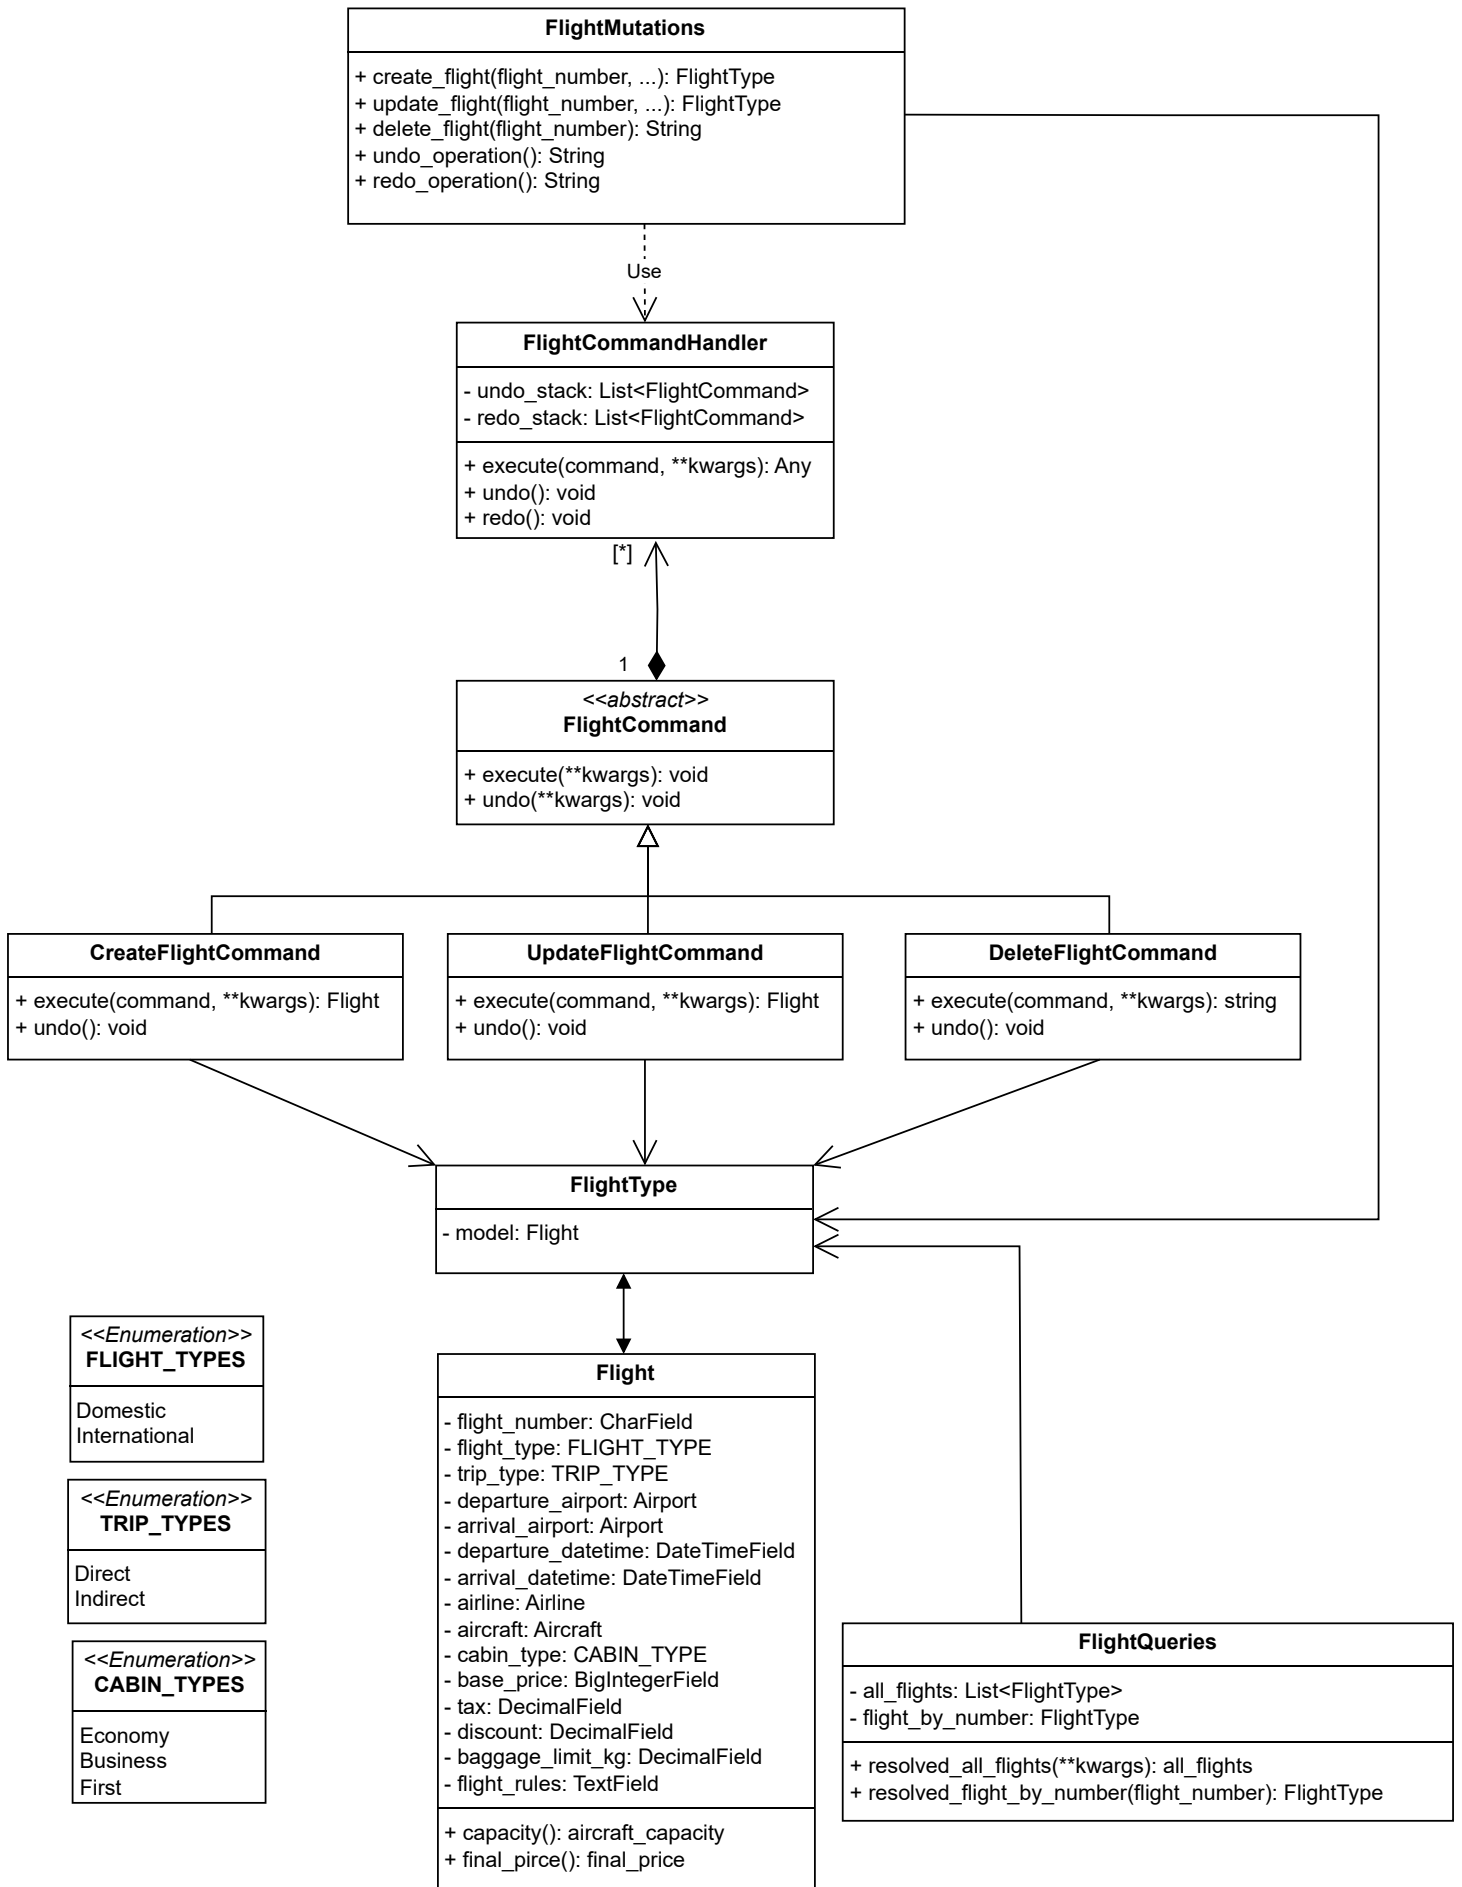 FlightMutations
+ create_flight(flight_number, ...): FlightType
+ update_flight(flight_number, ...): FlightType
+ delete_flight(flight_number): String
+ undo_operation(): String
+ redo_operation(): String
Use
FlightCommandHandler
- undo_stack: List<FlightCommand>
- redo_stack: List<FlightCommand>
+ execute(command, **kwargs): Any
+ undo(): void
+ redo(): void
[*]
1
<<abstract>>
FlightCommand
+ execute(**kwargs): void
+ undo(**kwargs): void
CreateFlightCommand
+ execute(command, **kwargs): Flight
+ undo(): void
UpdateFlightCommand
+ execute(command, **kwargs): Flight
+ undo(): void
DeleteFlightCommand
+ execute(command, **kwargs): string
+ undo(): void
FlightType
- model: Flight
<<Enumeration>>
FLIGHT_TYPES
Domestic
International
<<Enumeration>>
TRIP_TYPES
Direct
Indirect
<<Enumeration>>
CABIN_TYPES
Economy
Business
First
Flight
- flight_number: CharField
- flight_type: FLIGHT_TYPE
- trip_type: TRIP_TYPE
- departure_airport: Airport
- arrival_airport: Airport
- departure_datetime: DateTimeField
- arrival_datetime: DateTimeField
- airline: Airline
- aircraft: Aircraft
- cabin_type: CABIN_TYPE
- base_price: BigIntegerField
- tax: DecimalField
- discount: DecimalField
- baggage_limit_kg: DecimalField
- flight_rules: TextField
+ capacity(): aircraft_capacity
+ final_pirce(): final_price
FlightQueries
- all_flights: List<FlightType>
- flight_by_number: FlightType
+ resolved_all_flights(**kwargs): all_flights
+ resolved_flight_by_number(flight_number): FlightType